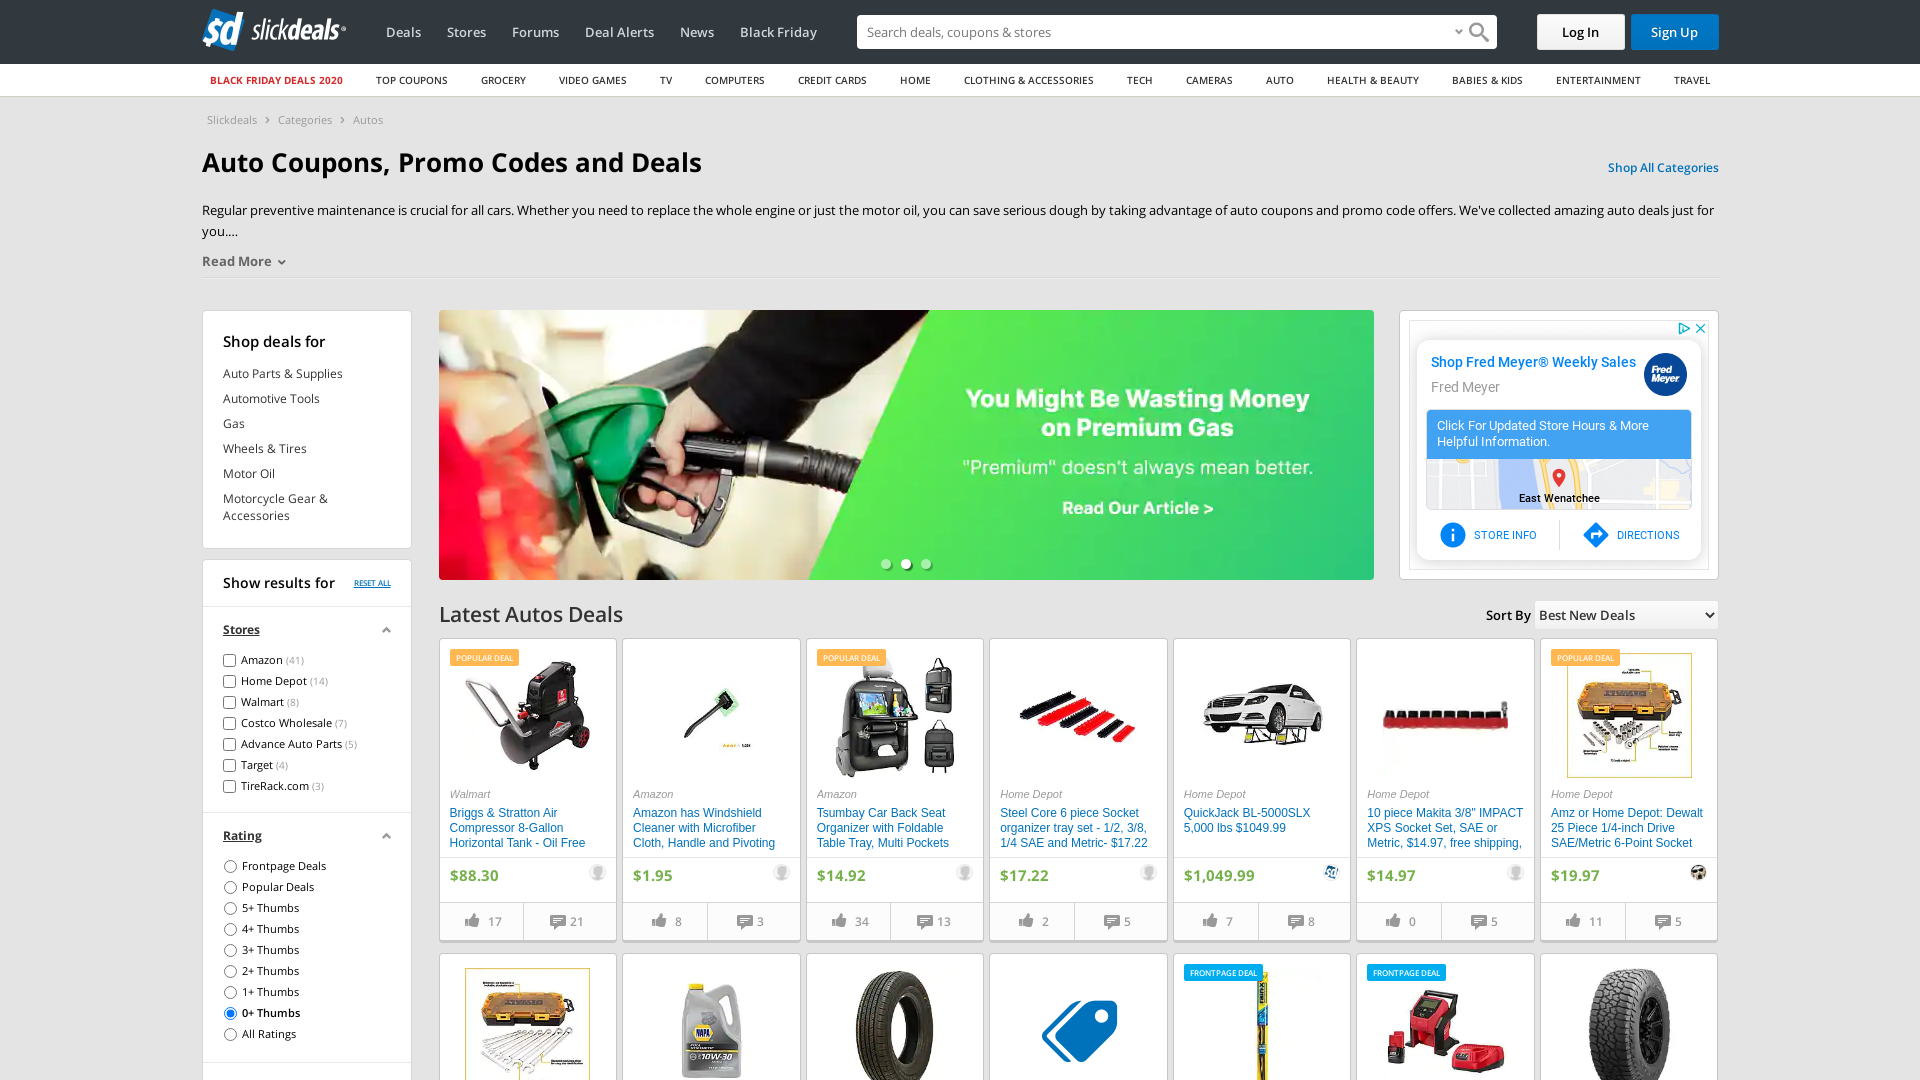 sd slickdeals
Deals
Stores
Forums
Deal Alerts
News
Black Friday
Search deals, coupons & stores
Log In
Sign Up
BLACK FRIDAY DEALS 2020
TOP COUPONS
GROCERY
VIDEO GAMES
TV
COMPUTERS
CREDIT CARDS
HOME
CLOTHING & ACCESSORIES
TECH
CAMERAS
AUTO
HEALTH & BEAUTY
BABIES & KIDS
ENTERTAINMENT
TRAVEL
Slickdeals > Categories > Autos
Auto Coupons, Promo Codes and Deals
Shop All Categories
Regular preventive maintenance is crucial for all cars. Whether you need to replace the whole engine or just the motor oil, you can save serious dough by taking advantage of auto coupons and promo code offers. We've collected amazing auto deals just for
you....
Read More
Shop deals for
Auto Parts & Supplies
Automotive Tools
Gas
Wheels & Tires
Motor Oil
Motorcycle Gear &
Accessories
Show results for
RESET ALL
Stores
Amazon (41)
Home Depot (14)
Walmart (8)
Costco Wholesale (7)
Advance Auto Parts (5)
Target (4)
TireRack.com (3)
Rating
Frontpage Deals
Popular Deals
5+ Thumbs
4+ Thumbs
3+ Thumbs
2+ Thumbs
1+ Thumbs
0+ Thumbs
All Ratings
You Might Be Wasting Money
on Premium Gas
"Premium" doesn't always mean better.
Read Our Article >
Shop Fred Meyer® Weekly Sales
Fred Meyer
Fred
Meyer
Click For Updated Store Hours & More
Helpful Information.
East Wenatchee
STORE INFO
DIRECTIONS
Latest Autos Deals
Sort By
Best New Deals
POPULAR DEAL
Walmart
Briggs & Stratton Air
Compressor 8-Gallon
Horizontal Tank - Oil Free
$88.30
17
21
Amazon
Amazon has Windshield
Cleaner with Microfiber
Cloth, Handle and Pivoting
$1.95
8
3
POPULAR DEAL
Amazon
Tsumbay Car Back Seat
Organizer with Foldable
Table Tray, Multi Pockets
$14.92
34
13
Home Depot
Steel Core 6 piece Socket
organizer tray set - 1/2, 3/8,
1/4 SAE and Metric- $17.22
$17.22
2
5
Home Depot
QuickJack BL-5000SLX
5,000 lbs $1049.99
$1,049.99
sd
7
8
Home Depot
10 piece Makita 3/8" IMPACT
XPS Socket Set, SAE or
Metric, $14.97, free shipping,
$14.97
0
5
POPULAR DEAL
Home Depot
Amz or Home Depot: Dewalt
25 Piece 1/4-inch Drive
SAE/Metric 6-Point Socket
$19.97
11
5
NAPA
10W-30
FRONTPAGE DEAL
RAIN-X
FRONTPAGE DEAL